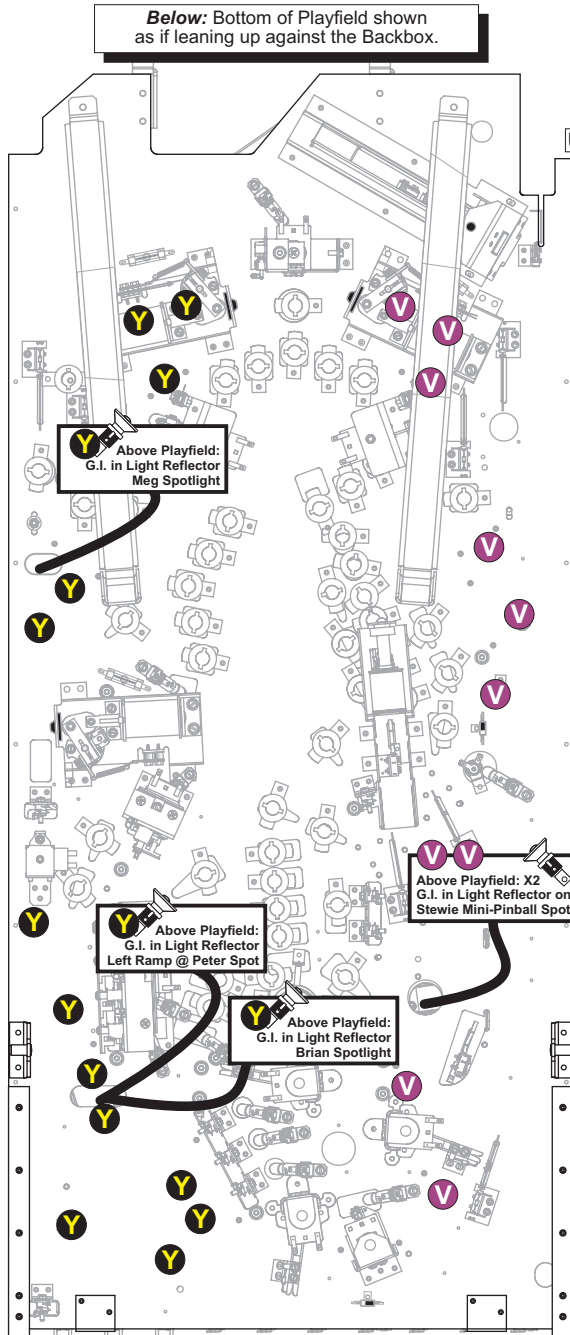 Below: Bottom of Playfield shown
as if leaning up against the Backbox.
Y Y V
V
Y V
Y
Above Playfield:
G.I. in Light Reflector
Meg Spotlight
V
Y
V
Y
V
V V
Above Playfield: X2
G.I. in Light Reflector on
Stewie Mini-Pinball Spot
Y
Y
Above Playfield:
G.I. in Light Reflector
Left Ramp @ Peter Spot
Y
Y
Above Playfield:
G.I. in Light Reflector
Brian Spotlight
Y
V
Y
Y
V
Y
Y
Y